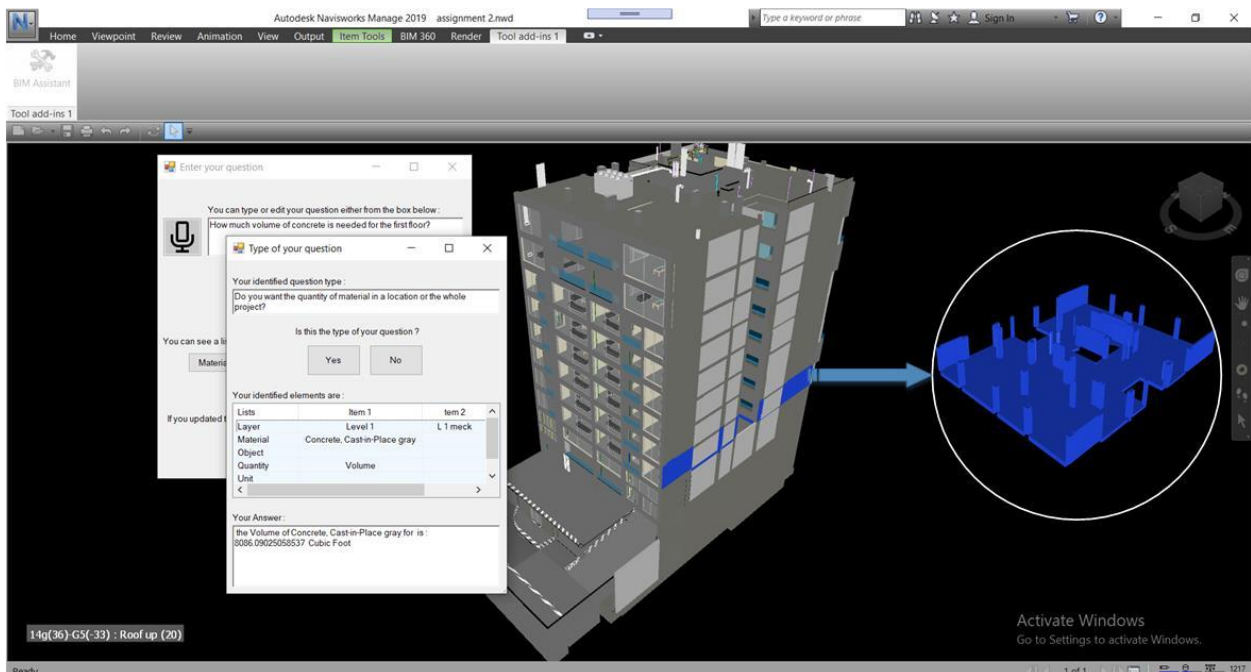 Autodesk Navisworks Manage 2019 assignment 2.nwd
Type a keyword or phrase
Sign In
Home Viewpoint Review Animation View Output Item Tools BIM 360 Render Tool add-ins 1
BIM Assistant
Tool add-ins 1
Enter your question
You can type or edit your question either from the box below :
How much volume of concrete is needed for the first floor?
Type of your question
Your identified question type :
Do you want the quantity of material in a location or the whole
project?
Is this the type of your question ?
You can see a li
Yes No
Materia
Your identified elements are :
Lists Item 1 tem 2
If you updated t
Layer Level 1 L 1 meck
Material Concrete, Cast-in-Place gray
Object
Quantity Volume
Unit
Your Answer :
the Volume of Concrete, Cast-in-Place gray for is :
8086.09025058537 Cubic Foot
S E
Activate Windows
Go to Settings to activate Windows.
14g(36)-G5(-33) : Roof up (20)
Ready
1 of 1
1217